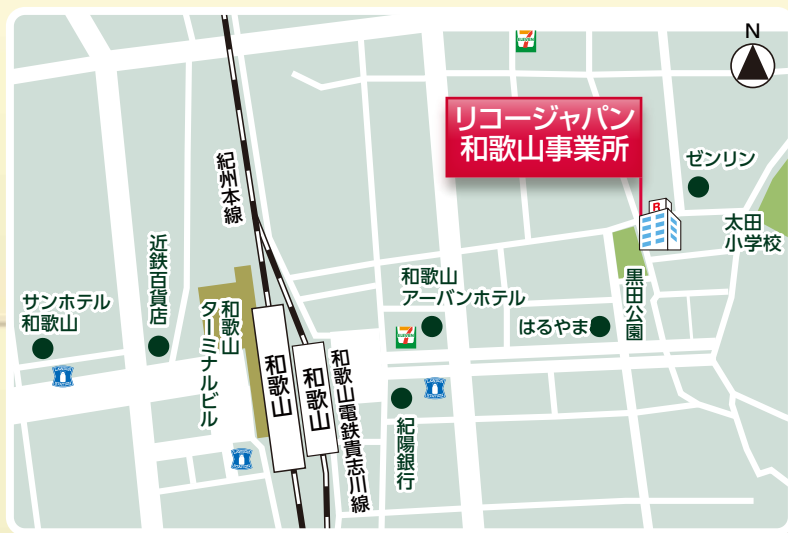 N
ELEVEN
リコージャパン
和歌山事業所
ゼンリン
R
太田
小学校
紀州本線
近鉄百貨店
サンホテル
和歌山
和歌山
ターミナルビル
和歌山
アーバンホテル
はるやま
黒田公園
ELEVEN
和歌山
和歌山
和歌山電鉄貴志川線
紀陽銀行